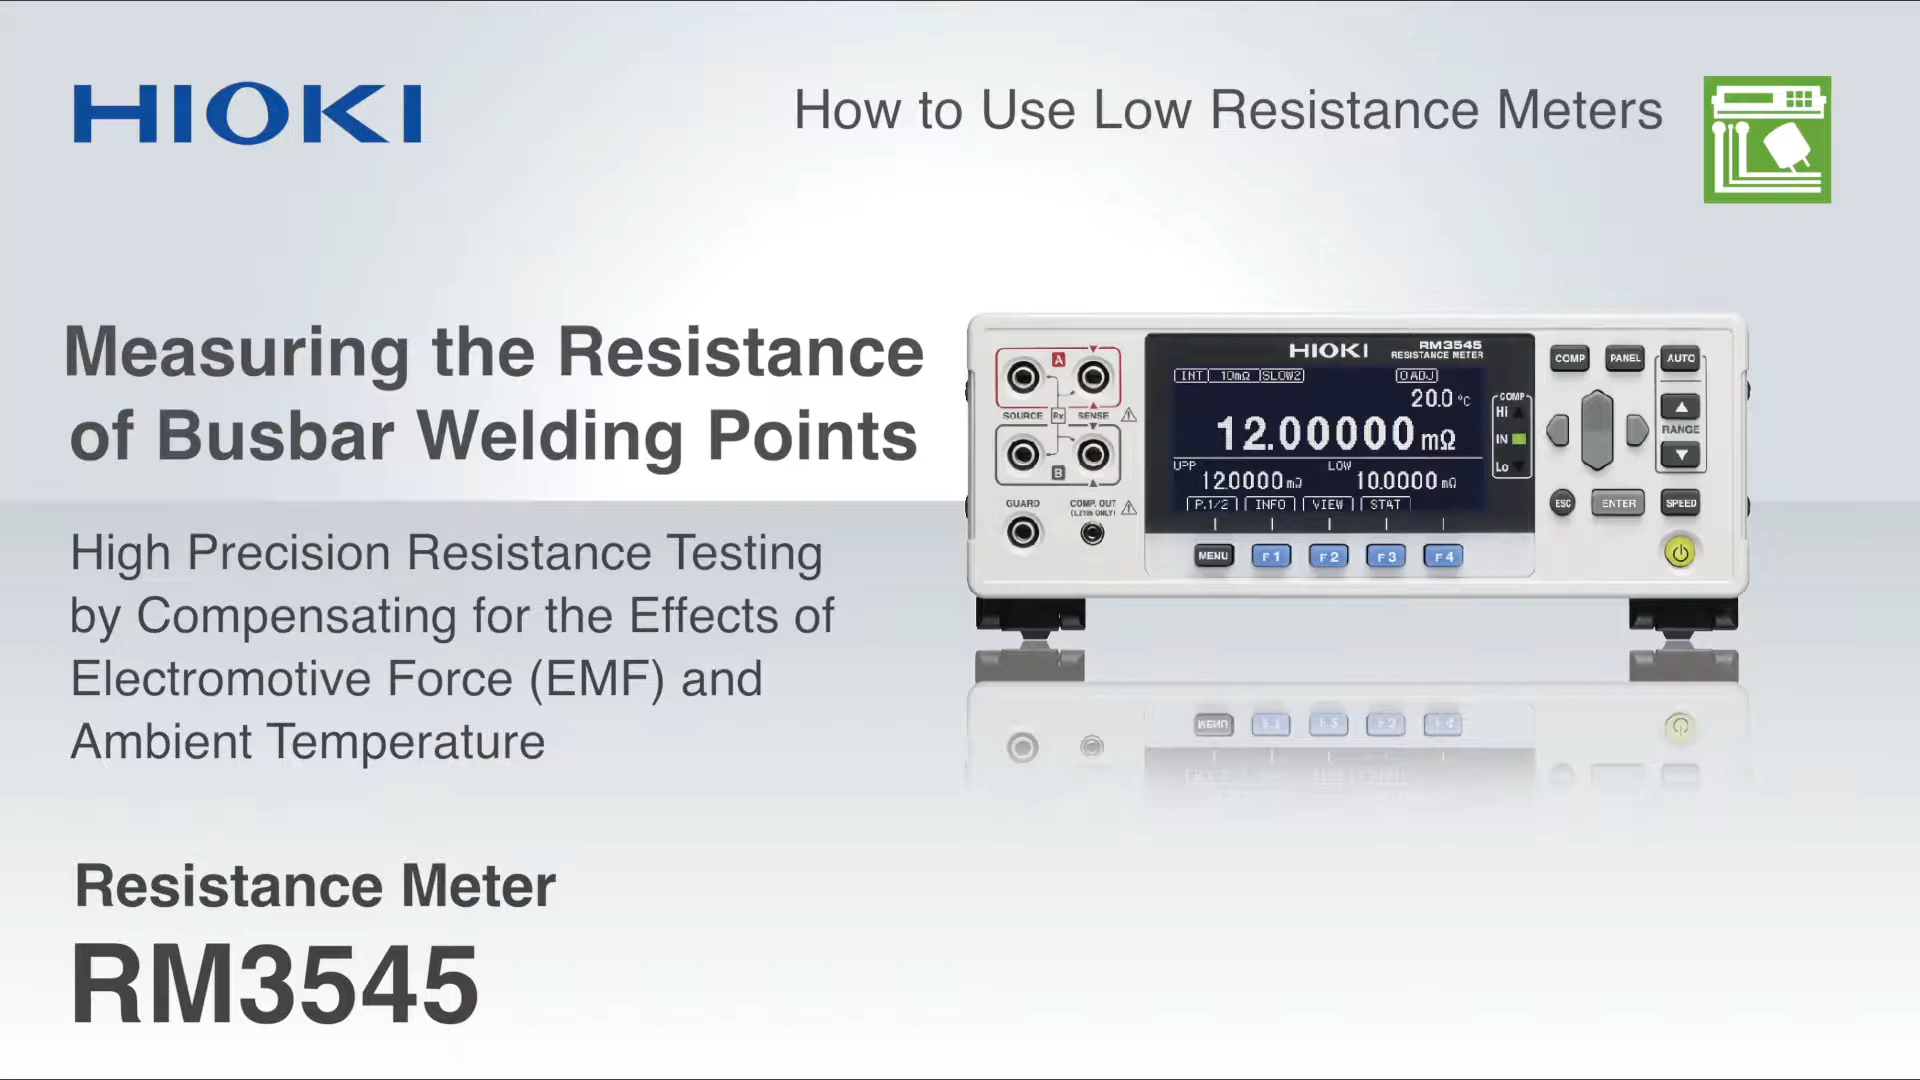 HIOKI
How to Use Low Resistance Meters
Measuring the Resistance
of Busbar Welding Points
High Precision Resistance Testing
by Compensating for the Effects of
Electromotive Force (EMF) and
Ambient Temperature
Resistance Meter
RM3545
HIOKI
RM3545
RESISTANCE METER
INT 10mΩ SLOW2 0 ADJ
20.0 °C
12.00000 mΩ
UPP 12.0000 mΩ LOW 10.0000 mΩ
P.1/2 INFO VIEW STAT
MENU F1 F2 F3 F4
A
SOURCE Rx SENSE
B
GUARD COMP. OUT
(L2105 ONLY)
COMP
Hi
IN
Lo
COMP PANEL AUTO
RANGE
ESC ENTER SPEED